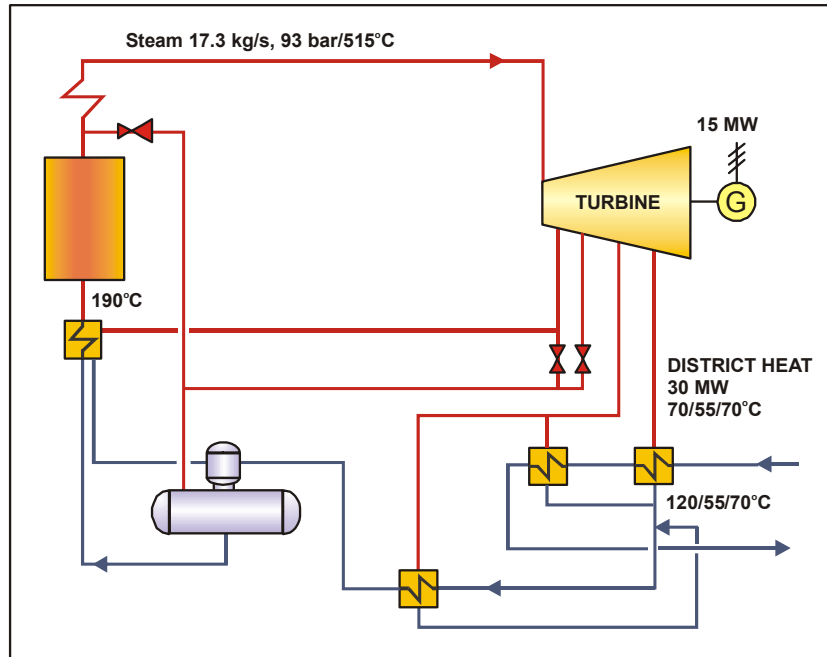 Steam 17.3 kg/s, 93 bar/515°C
15 MW
TURBINE
G
190°C
DISTRICT HEAT
30 MW
70/55/70°C
120/55/70°C